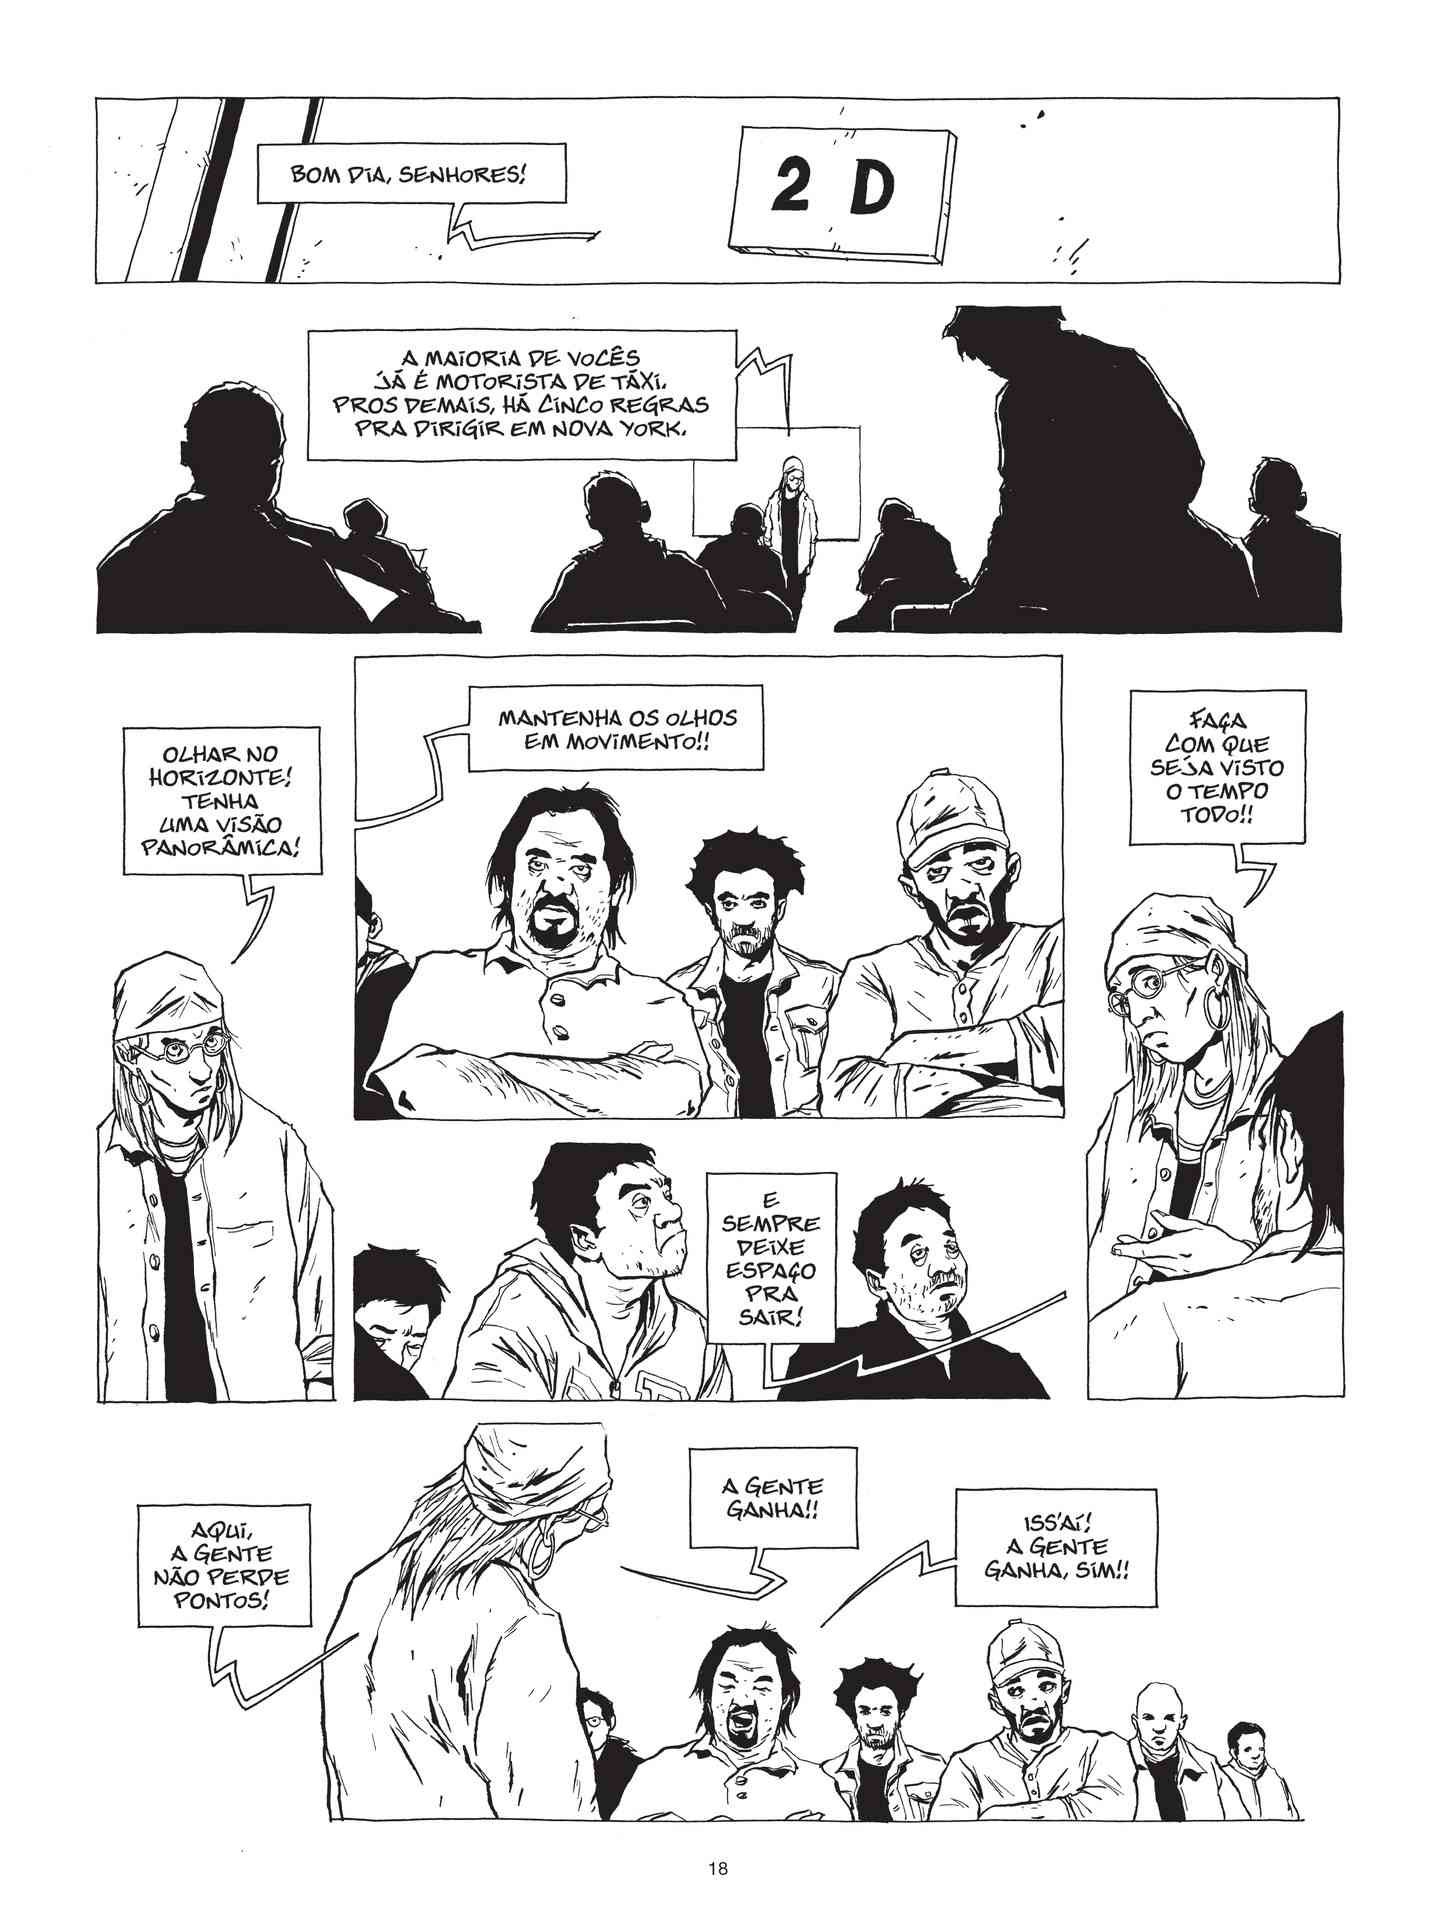 BOM DIA, SENHORES!
2 D
A MAIORIA DE VOCÊS
JÁ É MOTORISTA DE TÁXI.
PROS DEMAIS, HÁ CINCO REGRAS
PRA DIRIGIR EM NOVA YORK.
OLHAR NO
HORIZONTE!
TENHA
UMA VISÃO
PANORÂMICA!
MANTENHA OS OLHOS
EM MOVIMENTO!!
FAÇA
COM QUE
SEJA VISTO
O TEMPO
TODO!!
E
SEMPRE
DEIXE
ESPAÇO
PRA
SAIR!
AQUI,
A GENTE
NÃO PERDE
PONTOS!
A GENTE
GANHA!!
ISS'AÍ!
A GENTE
GANHA, SIM!!
18